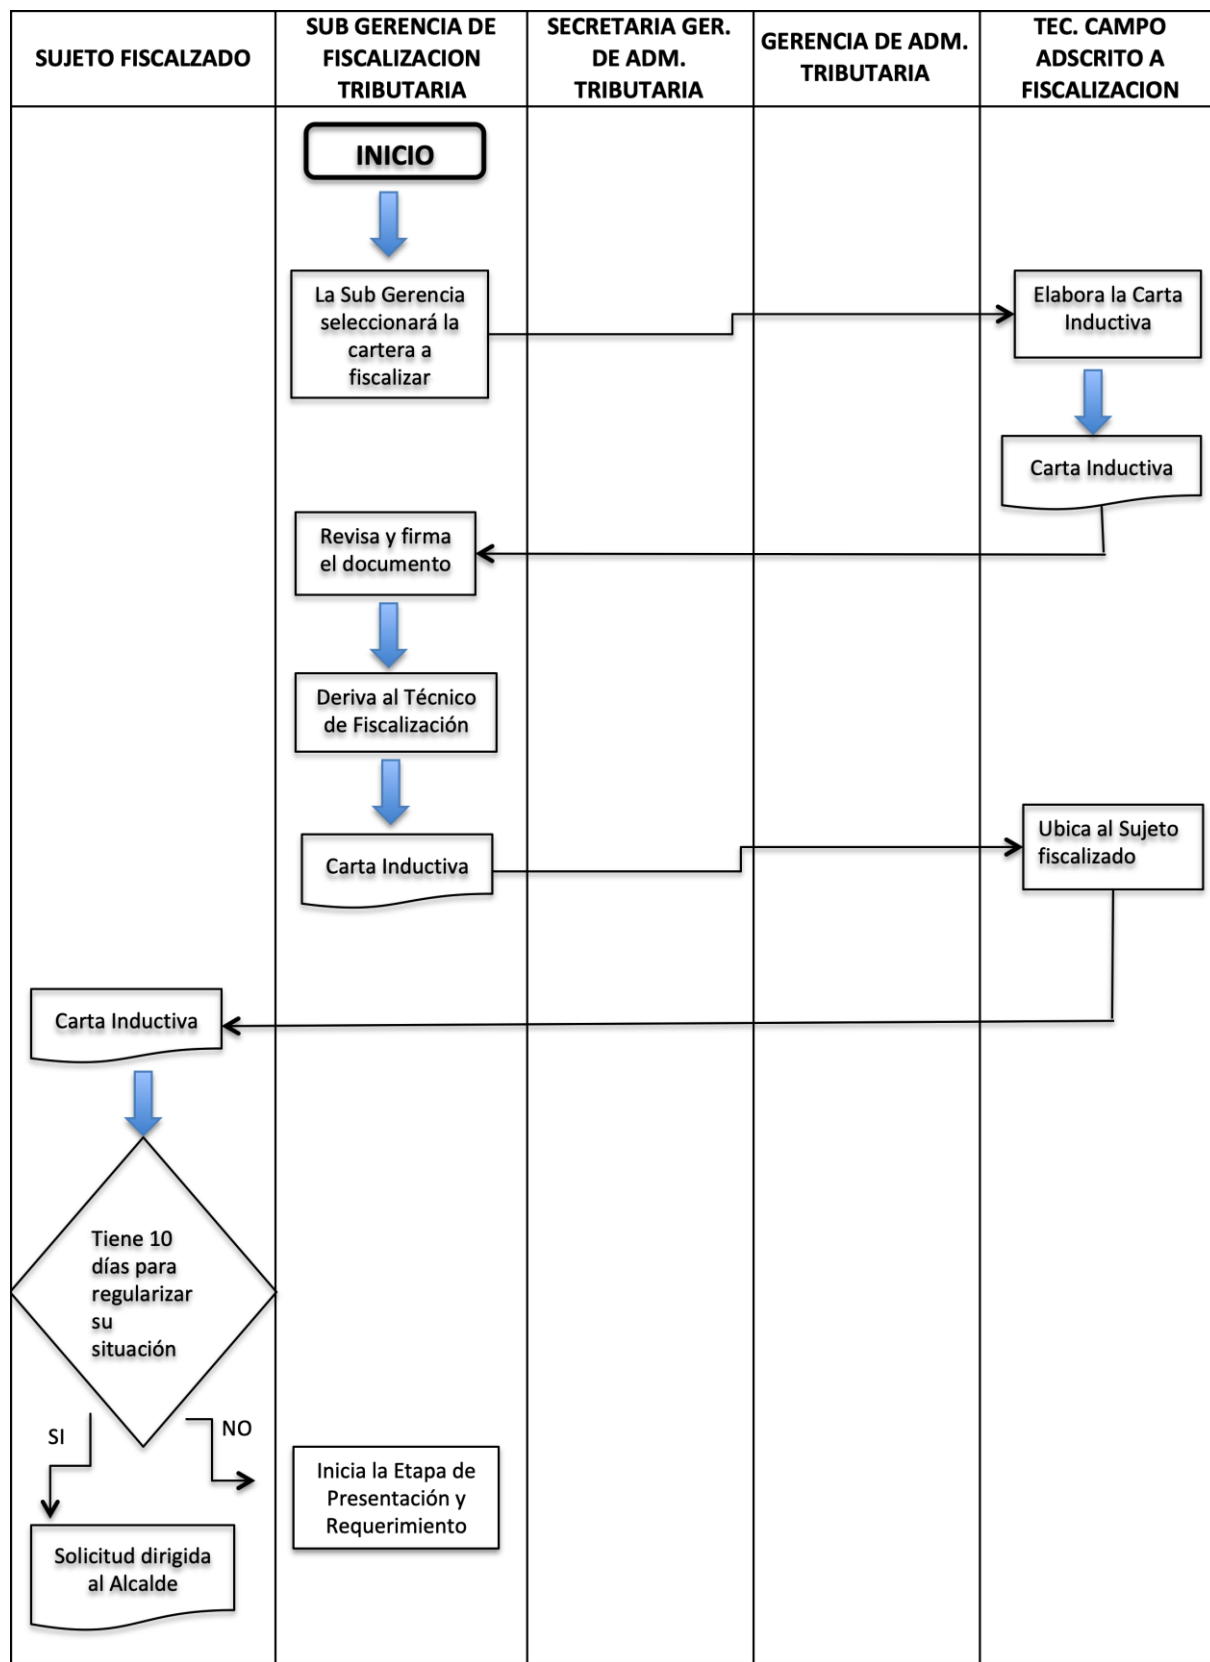 SUJETO FISCALZADO
SUB GERENCIA DE
FISCALIZACION
TRIBUTARIA
SECRETARIA GER.
DE ADM.
TRIBUTARIA
GERENCIA DE ADM.
TRIBUTARIA
TEC. CAMPO
ADSCRITO A
FISCALIZACION
INICIO
La Sub Gerencia
seleccionará la
cartera a
fiscalizar
Elabora la Carta
Inductiva
Carta Inductiva
Revisa y firma
el documento
Deriva al Técnico
de Fiscalización
Carta Inductiva
Ubica al Sujeto
fiscalizado
Carta Inductiva
Tiene 10
días para
regularizar
su
situación
SI
NO
Inicia la Etapa de
Presentación y
Requerimiento
Solicitud dirigida
al Alcalde